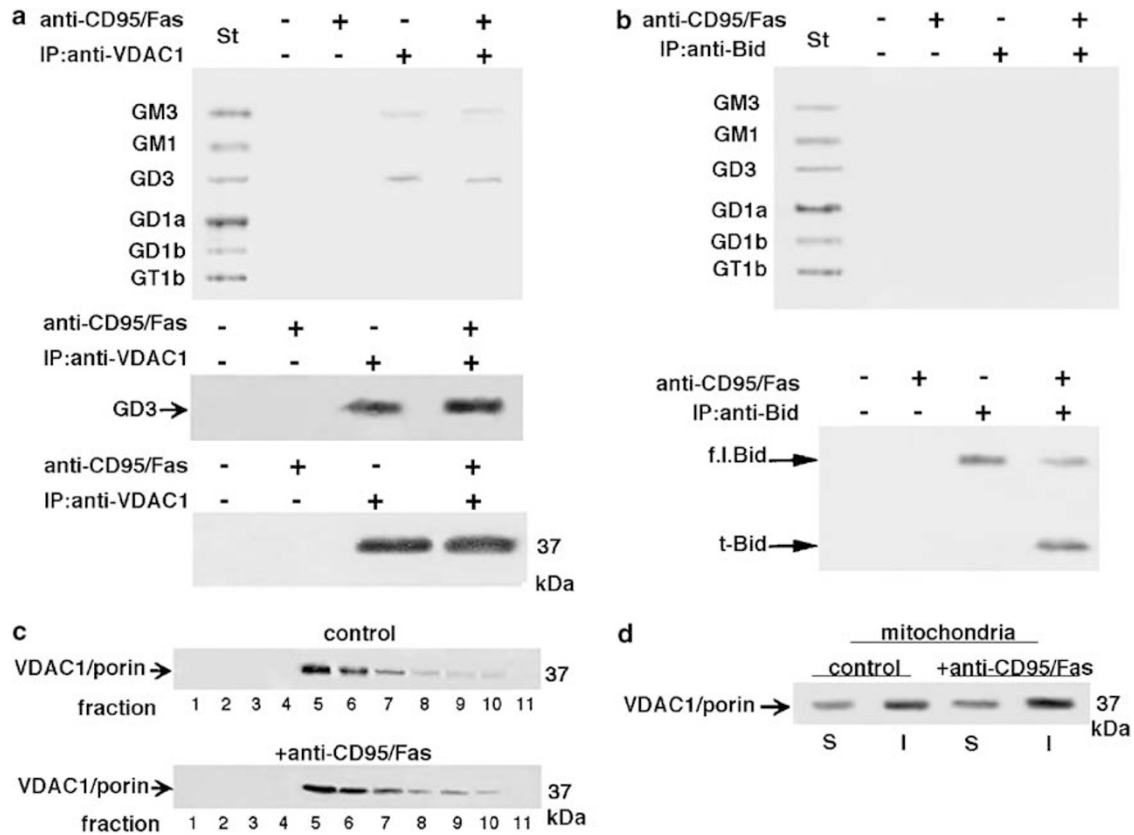 a
anti-CD95/Fas - + - +
IP:anti-VDAC1 - - + +
St
GM3
GM1
GD3
GD1a
GD1b
GT1b
anti-CD95/Fas - + - +
IP:anti-VDAC1 - - + +
GD3
anti-CD95/Fas - + - +
IP:anti-VDAC1 - - + +
37
kDa
b
anti-CD95/Fas - + - +
IP:anti-Bid - - + +
St
GM3
GM1
GD3
GD1a
GD1b
GT1b
anti-CD95/Fas - + - +
IP:anti-Bid - - + +
f.l.Bid
t-Bid
c
control
VDAC1/porin 37
fraction 1 2 3 4 5 6 7 8 9 10 11
+anti-CD95/Fas
VDAC1/porin 37
kDa
fraction 1 2 3 4 5 6 7 8 9 10 11
d
mitochondria
control +anti-CD95/Fas
VDAC1/porin 37
kDa
S I S I